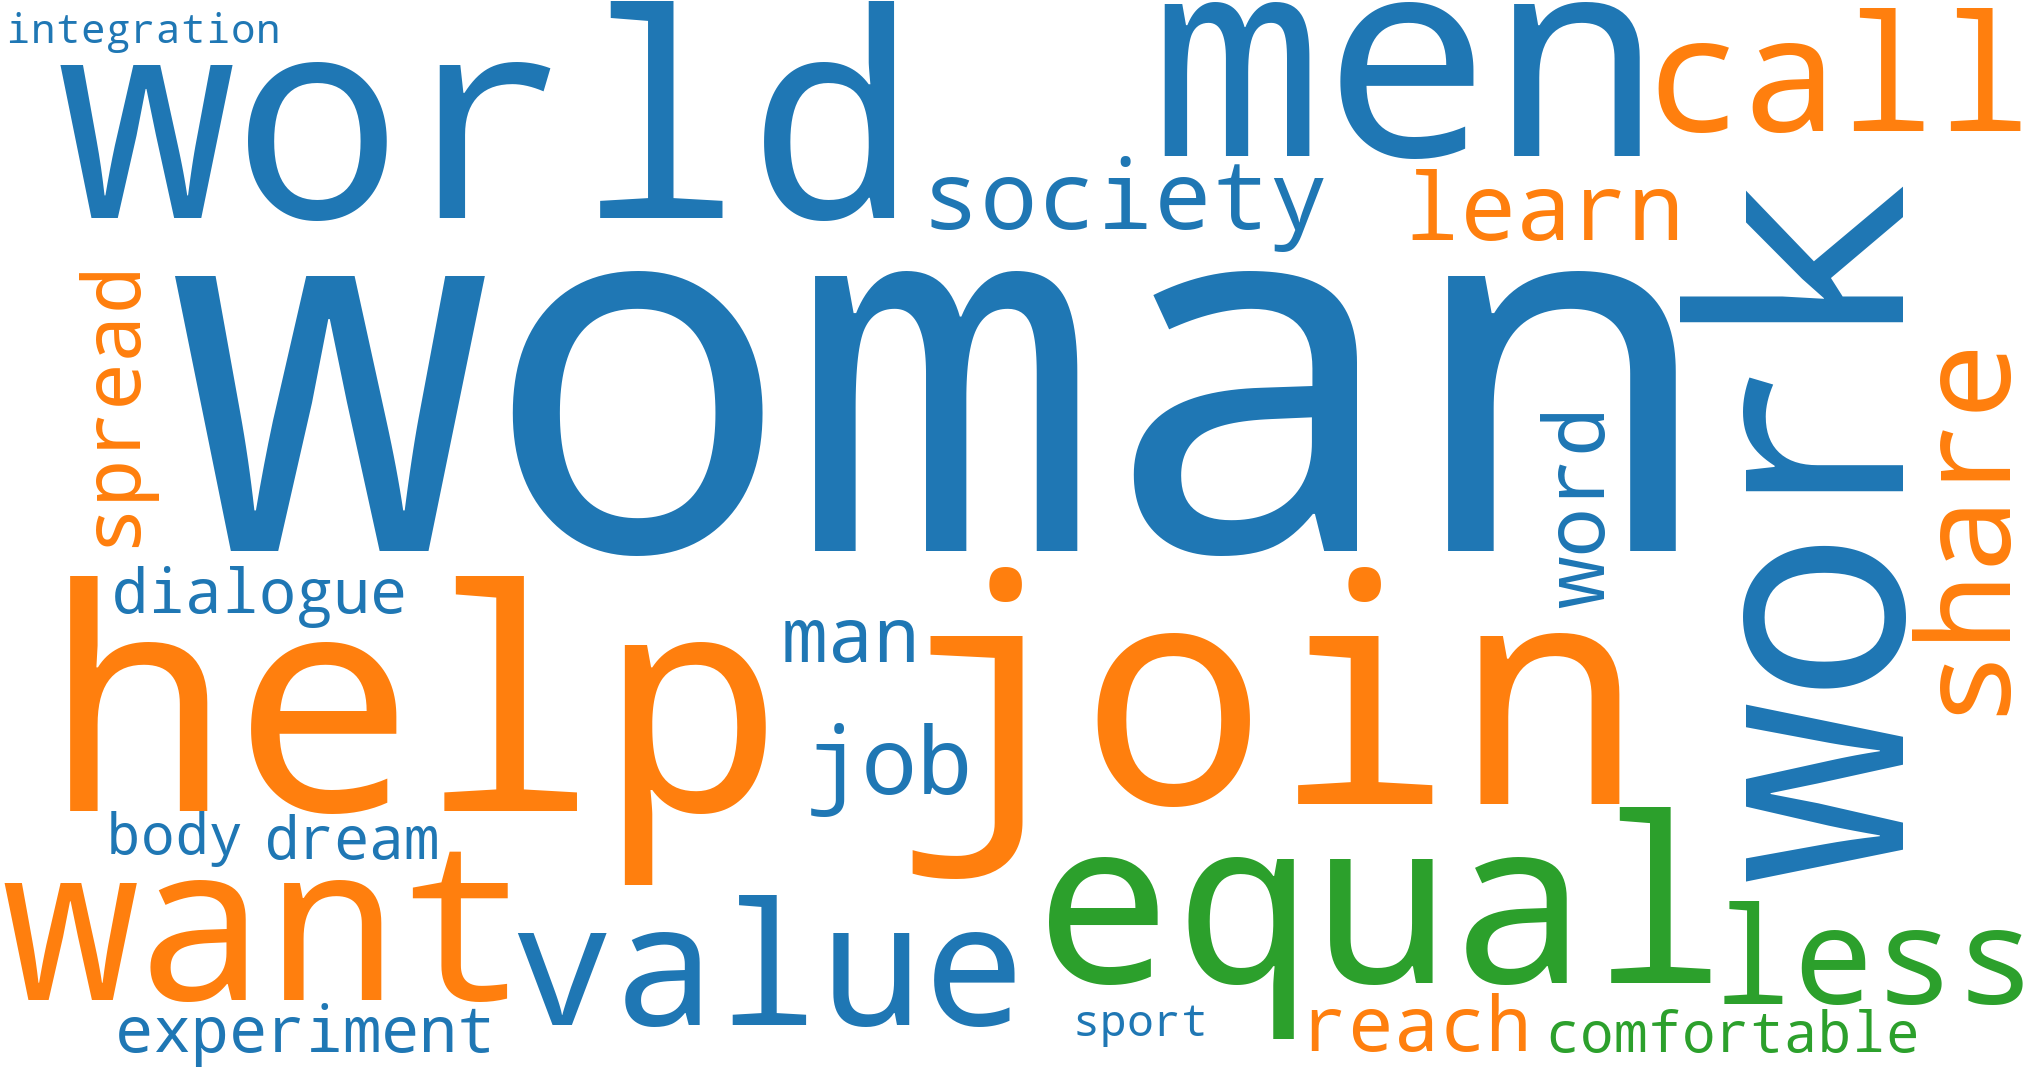 integration
world
men
call
society
learn
woman
work
spread
share
word
dialogue
help
join
man
job
body
dream
want
value
equal
less
experiment
sport
reach
comfortable